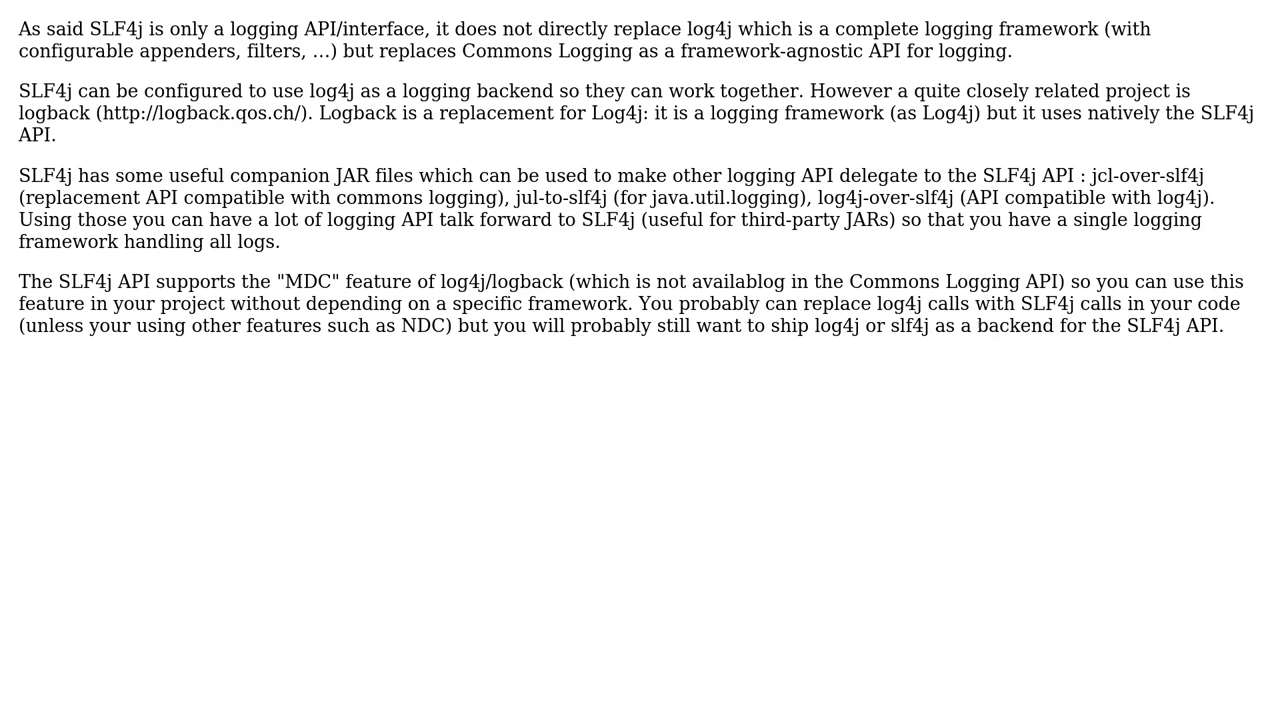 As said SLF4j is only a logging API/interface, it does not directly replace log4j which is a complete logging framework (with
configurable appenders, filters, ...) but replaces Commons Logging as a framework-agnostic API for logging.
SLF4j can be configured to use log4j as a logging backend so they can work together. However a quite closely related project is
logback (http://logback.qos.ch/). Logback is a replacement for Log4j: it is a logging framework (as Log4j) but it uses natively the SLF4j
API.
SLF4j has some useful companion JAR files which can be used to make other logging API delegate to the SLF4j API : jcl-over-slf4j
(replacement API compatible with commons logging), jul-to-slf4j (for java.util.logging), log4j-over-slf4j (API compatible with log4j).
Using those you can have a lot of logging API talk forward to SLF4j (useful for third-party JARs) so that you have a single logging
framework handling all logs.
The SLF4j API supports the "MDC" feature of log4j/logback (which is not availablog in the Commons Logging API) so you can use this
feature in your project without depending on a specific framework. You probably can replace log4j calls with SLF4j calls in your code
(unless your using other features such as NDC) but you will probably still want to ship log4j or slf4j as a backend for the SLF4j API.